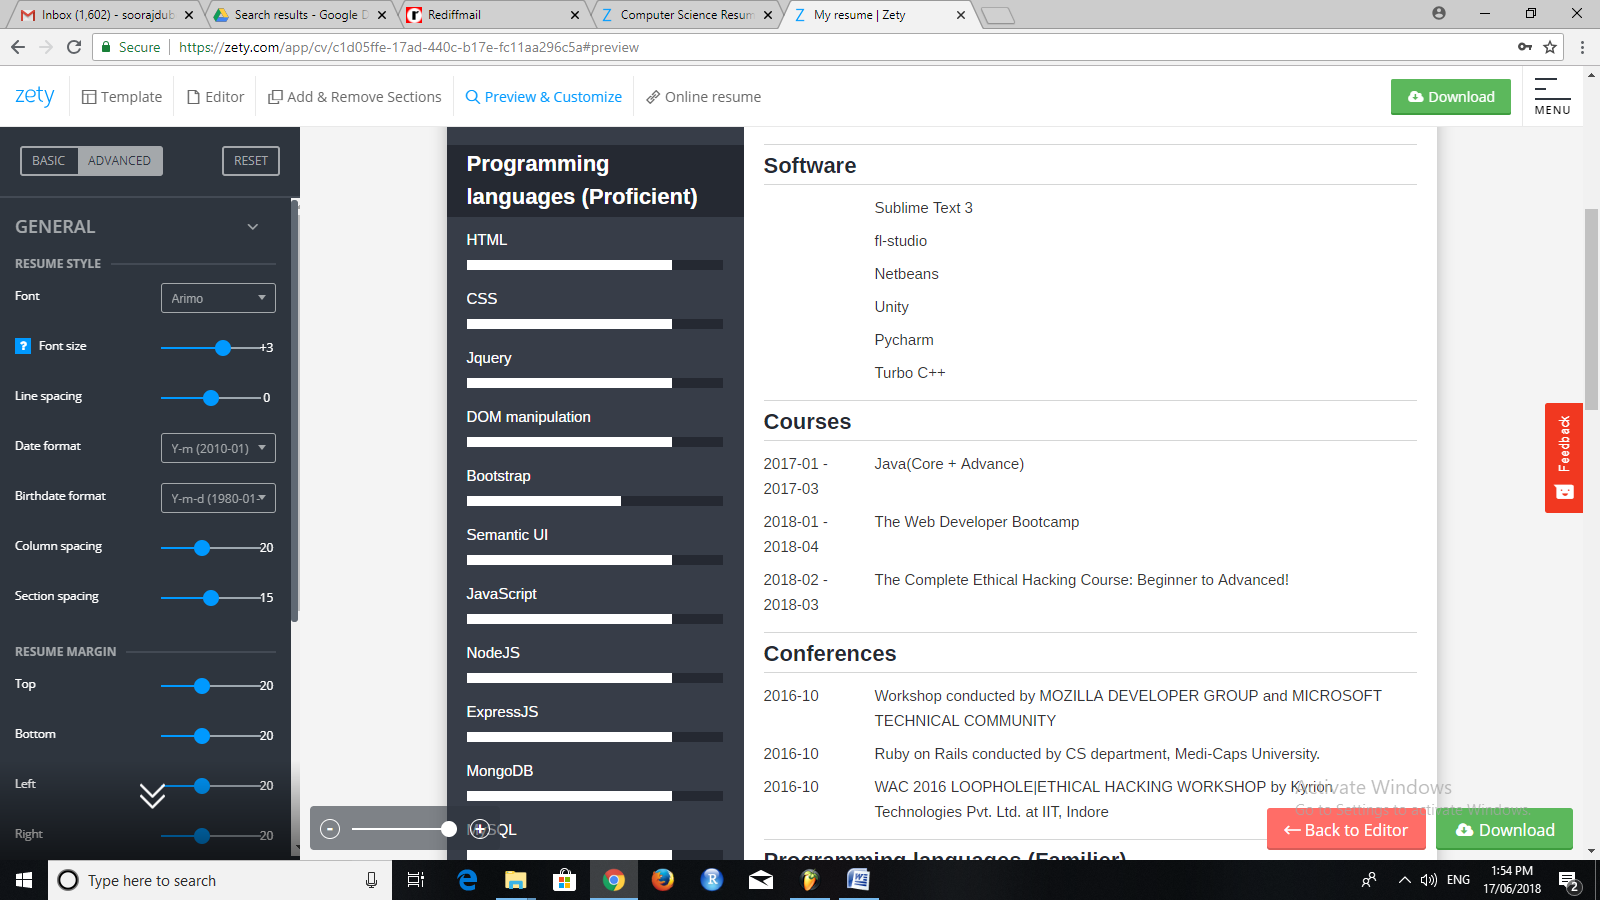 Inbox (1,602) - soorajdub
Search results - Google D
Rediffmail
Computer Science Resum
My resume | Zety
Secure
https://zety.com/app/cv/c1d05ffe-17ad-440c-b17e-fc11aa296c5a#preview
zety
Template
Editor
Add & Remove Sections
Preview & Customize
Online resume
Download
MENU
BASIC
ADVANCED
RESET
GENERAL
RESUME STYLE
Font
Arimo
? Font size
+3
Line spacing
0
Date format
Y-m (2010-01)
Birthdate format
Y-m-d (1980-01-
Column spacing
20
Section spacing
15
RESUME MARGIN
Top
20
Bottom
20
Left
20
Right
20
Programming
languages (Proficient)
HTML
CSS
Jquery
DOM manipulation
Bootstrap
Semantic UI
JavaScript
NodeJS
ExpressJS
MongoDB
Software
Sublime Text 3
fl-studio
Netbeans
Unity
Pycharm
Turbo C++
Courses
2017-01 -
2017-03
Java(Core + Advance)
2018-01 -
2018-04
The Web Developer Bootcamp
2018-02 -
2018-03
The Complete Ethical Hacking Course: Beginner to Advanced!
Conferences
2016-10
Workshop conducted by MOZILLA DEVELOPER GROUP and MICROSOFT
TECHNICAL COMMUNITY
2016-10
Ruby on Rails conducted by CS department, Medi-Caps University.
2016-10
WAC 2016 LOOPHOLE|ETHICAL HACKING WORKSHOP by Kyrion
Technologies Pvt. Ltd. at IIT, Indore
Programming languages (Familier)
Feedback
Activate Windows
Go to Settings to activate Windows.
Back to Editor
Download
Type here to search
ENG
1:54 PM
17/06/2018
2